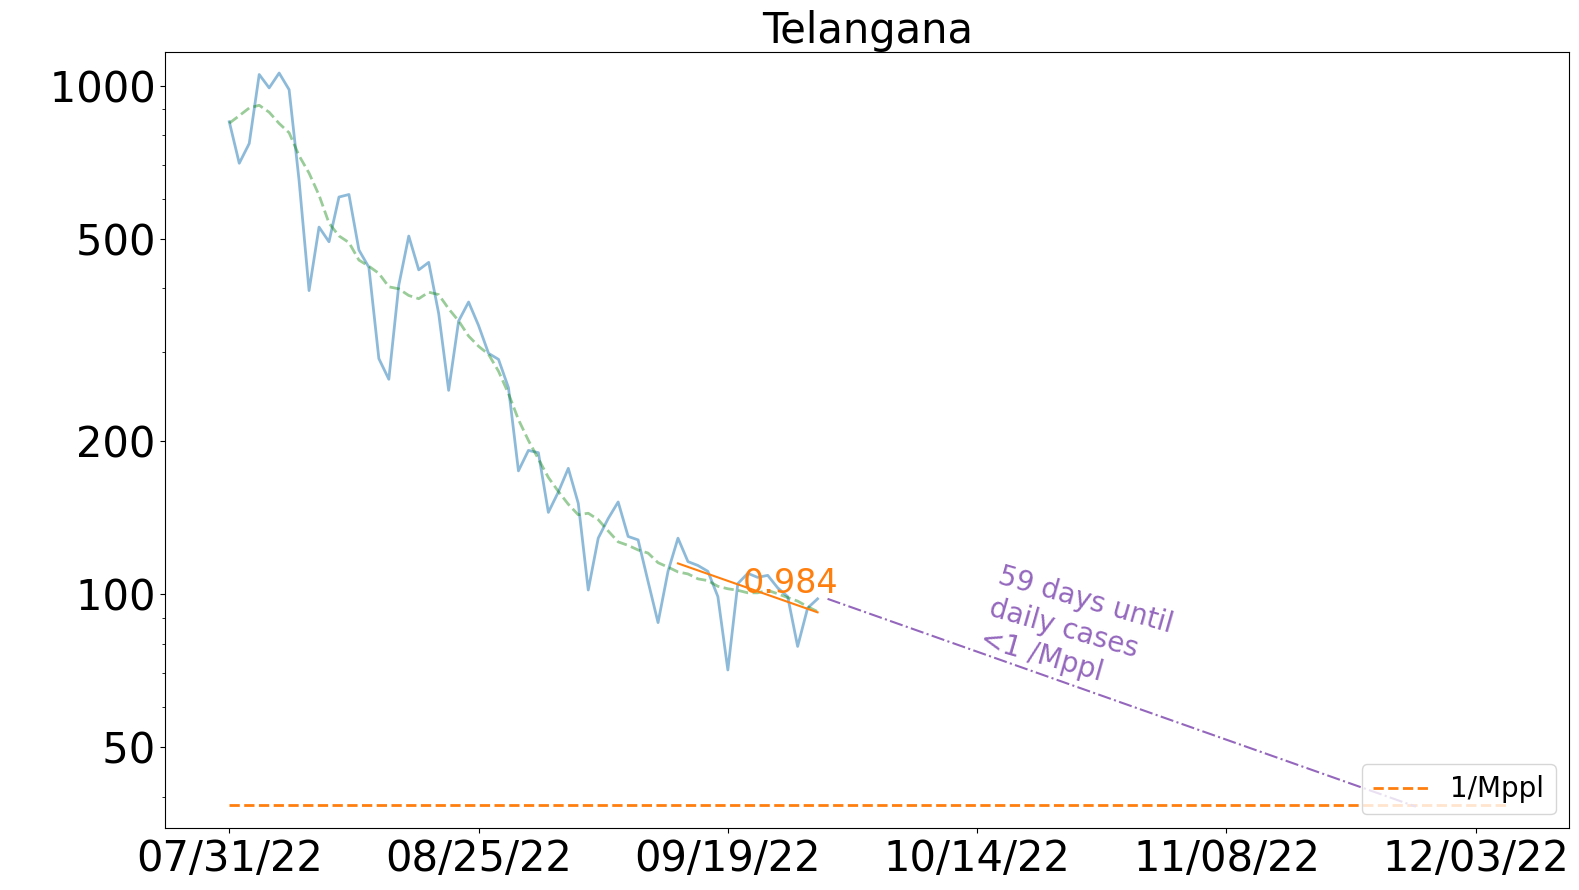 Telangana
1000
500
200
100
50
0.984
59 days until
daily cases
<1 /Mppl
1/Mppl
07/31/22
08/25/22
09/19/22
10/14/22
11/08/22
12/03/22